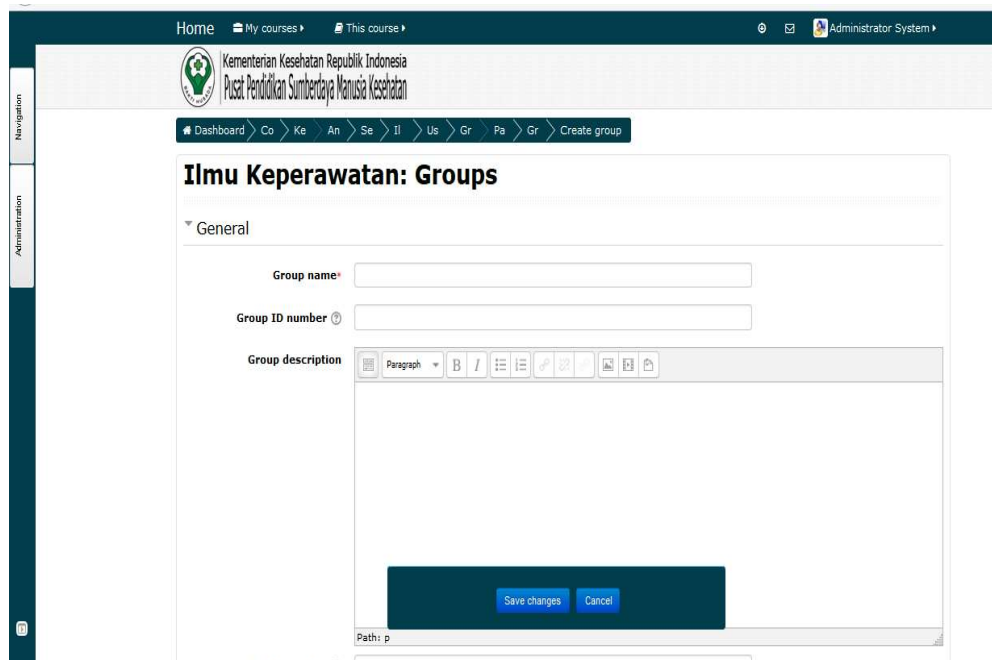 Home My courses This course Administrator System
Kementerian Kesehatan Republik Indonesia
Pusat Pendidikan Sumberdaya Manusia Kesehatan
BAKTI HUSADA
Navigation
Dashboard Co Ke An Se Il Us Gr Pa Gr Create group
Ilmu Keperawatan: Groups
Administration
General
Group name*
Group ID number ?
Group description
Paragraph B I
Save changes Cancel
Path: p